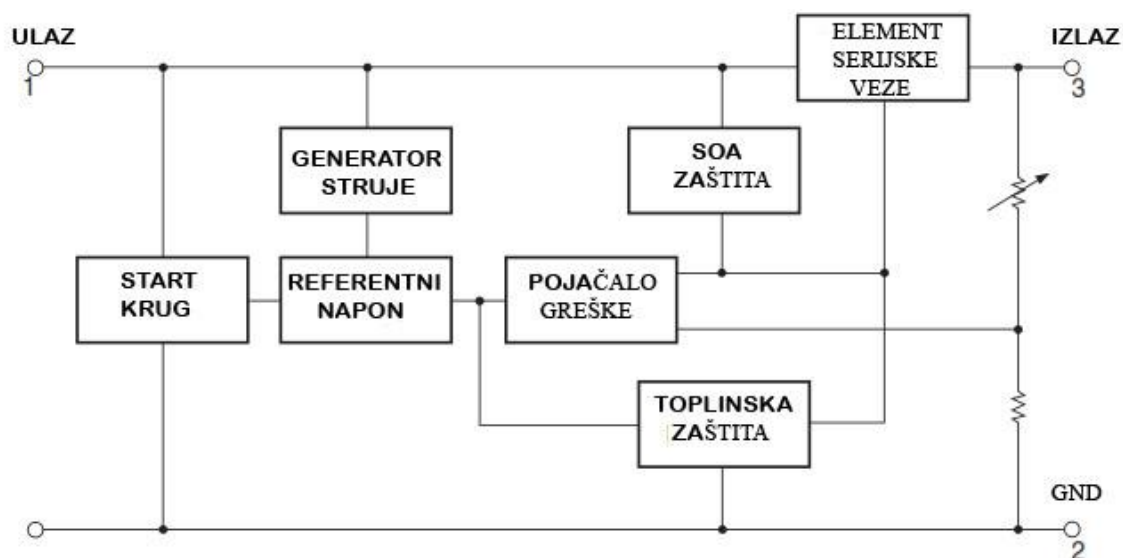 ULAZ
1
ELEMENT
SERIJSKE
VEZE
IZLAZ
3
GENERATOR
STRUJE
SOA
ZAŠTITA
START
KRUG
REFERENTNI
NAPON
POJAČALO
GREŠKE
TOPLINSKA
ZAŠTITA
GND
2